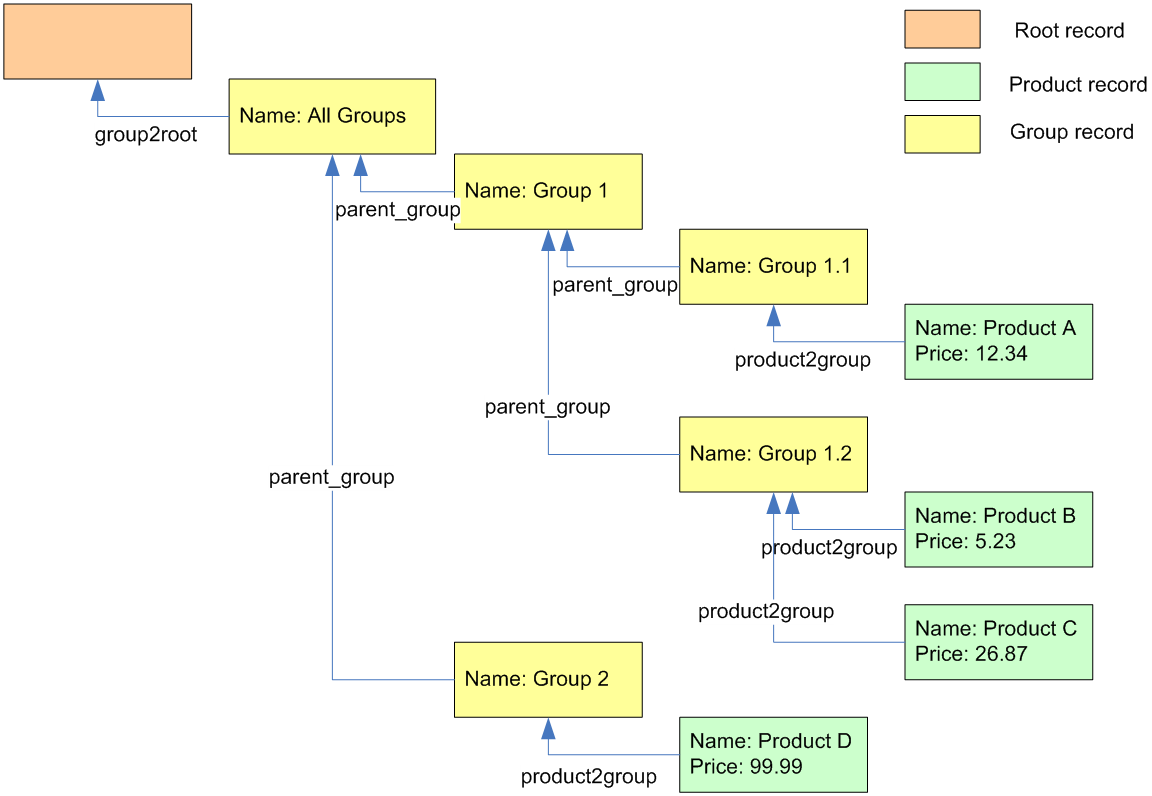 Root record
Product record
Group record
Name: All Groups
group2root
Name: Group 1
parent_group
Name: Group 1.1
parent_group
Name: Product A
Price: 12.34
product2group
parent_group
Name: Group 1.2
parent_group
Name: Product B
Price: 5.23
product2group
product2group
Name: Product C
Price: 26.87
Name: Group 2
Name: Product D
Price: 99.99
product2group